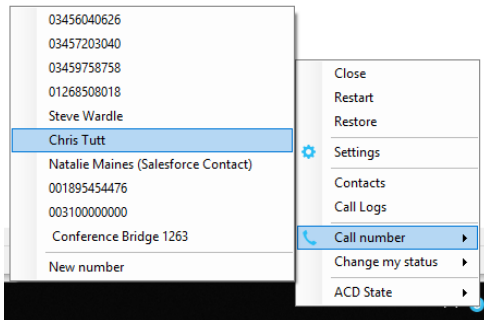 03456040626
03457203040
03459758758
01268508018
Steve Wardle
Chris Tutt
Natalie Maines (Salesforce Contact)
001895454476
003100000000
Conference Bridge 1263
New number
Close
Restart
Restore
Settings
Contacts
Call Logs
Call number
Change my status
ACD State